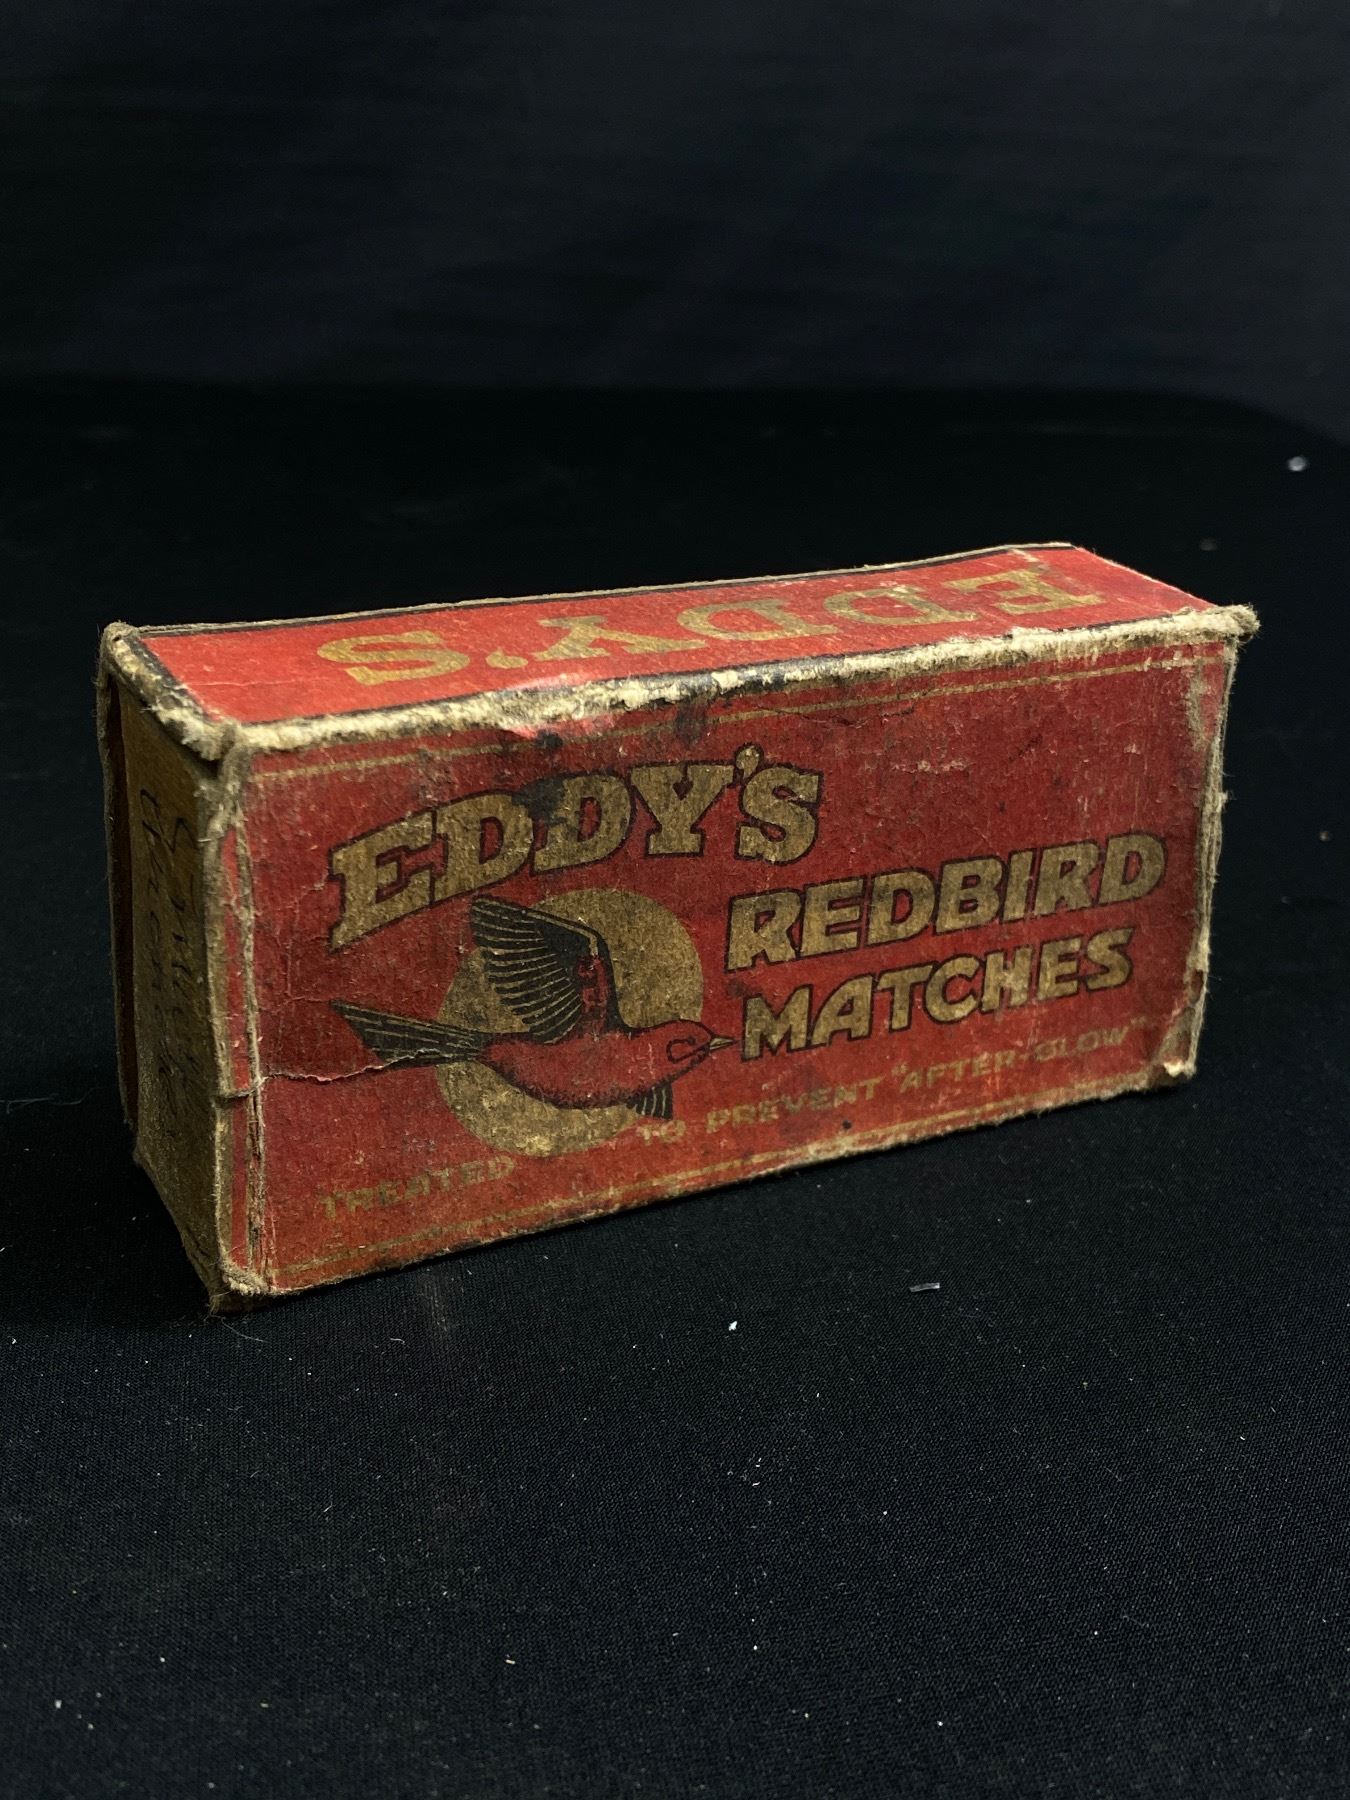 EDDY'S
EDDY'S
REDBIRD
MATCHES
TREATED TO PREVENT "AFTER-GLOW"